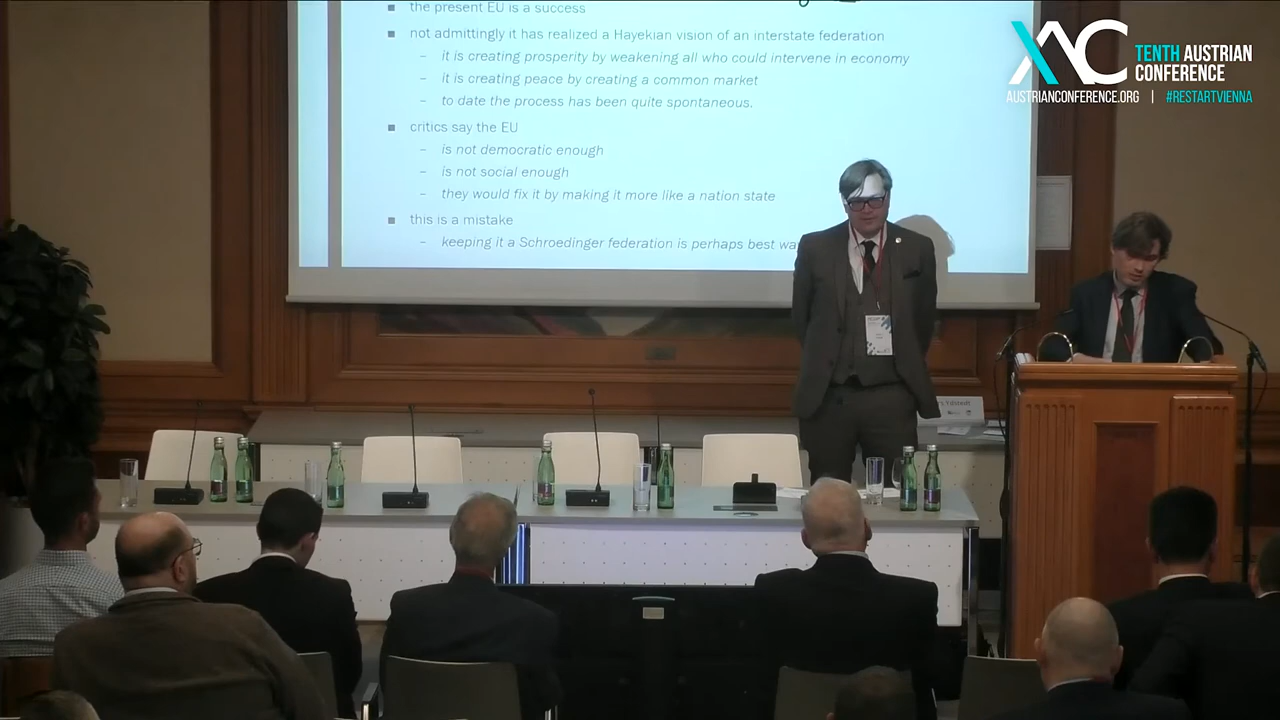 the present EU is a success
not admittingly it has realized a Hayekian vision of an interstate federation
– it is creating prosperity by weakening all who could intervene in economy
– it is creating peace by creating a common market
– to date the process has been quite spontaneous.
critics say the EU
– is not democratic enough
– is not social enough
– they would fix it by making it more like a nation state
this is a mistake
– keeping it a Schroedinger federation is perhaps best
XAC
TENTH AUSTRIAN
CONFERENCE
AUSTRIANCONFERENCE.ORG | #RESTARTVIENNA